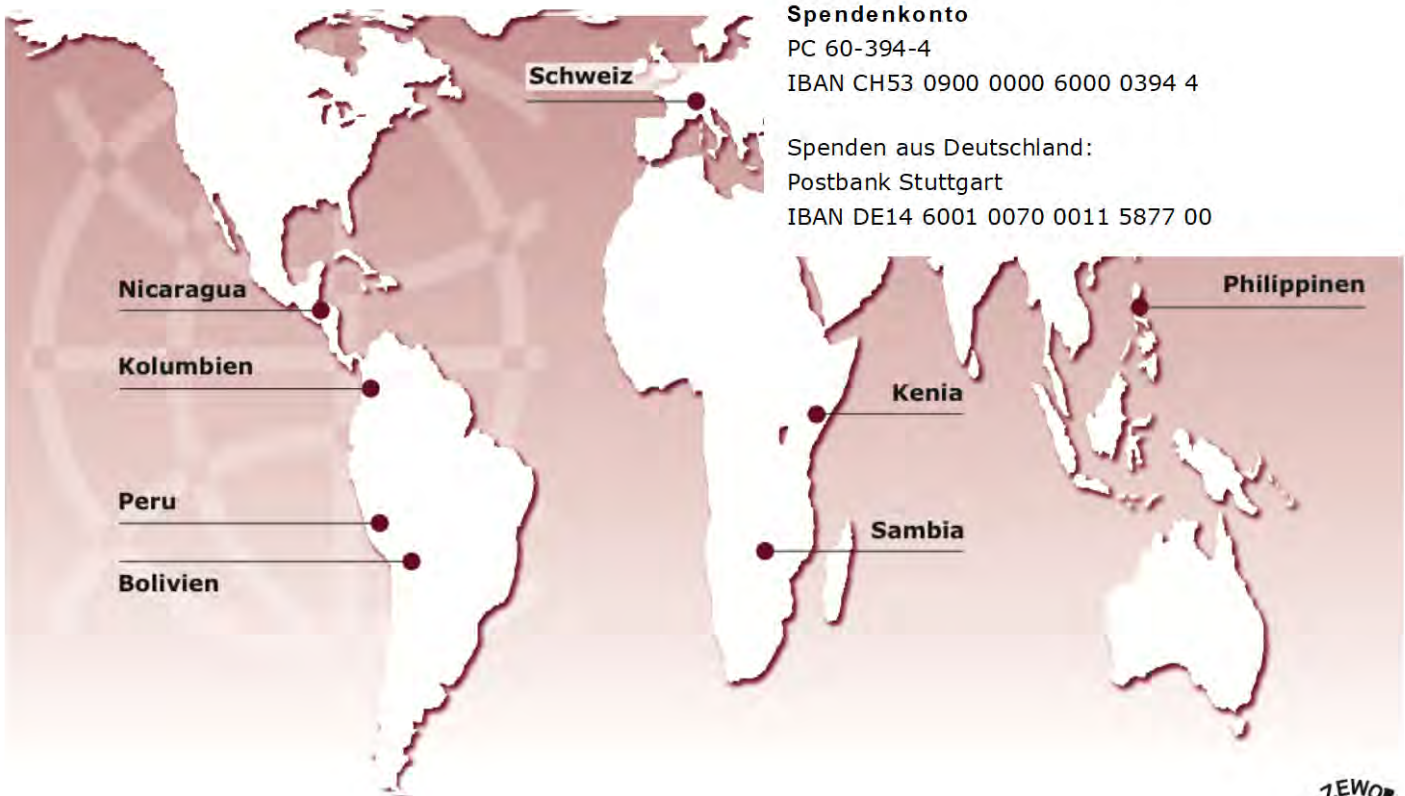 Spendenkonto
PC 60-394-4
IBAN CH53 0900 0000 6000 0394 4
Spenden aus Deutschland:
Postbank Stuttgart
IBAN DE14 6001 0070 0011 5877 00
Schweiz
Nicaragua
Philippinen
Kolumbien
Kenia
Peru
Sambia
Bolivien